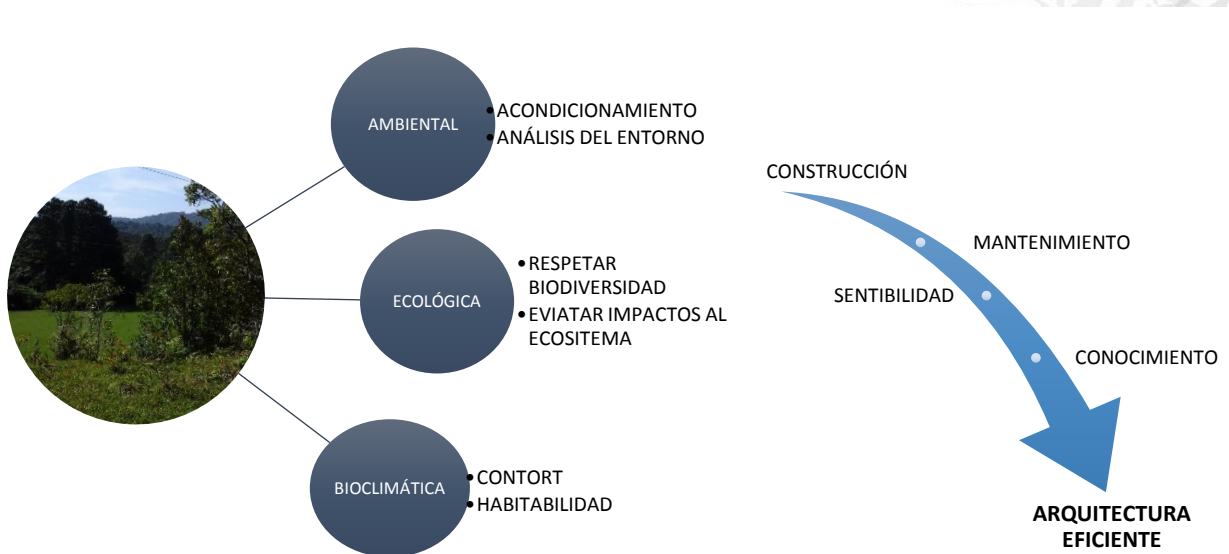 AMBIENTAL
• ACONDICIONAMIENTO
• ANÁLISIS DEL ENTORNO
ECOLÓGICA
• RESPETAR
BIODIVERSIDAD
• EVIATAR IMPACTOS AL
ECOSITEMA
BIOCLIMÁTICA
• CONTORT
• HABITABILIDAD
CONSTRUCCIÓN
MANTENIMIENTO
SENTIBILIDAD
CONOCIMIENTO
ARQUITECTURA
EFICIENTE